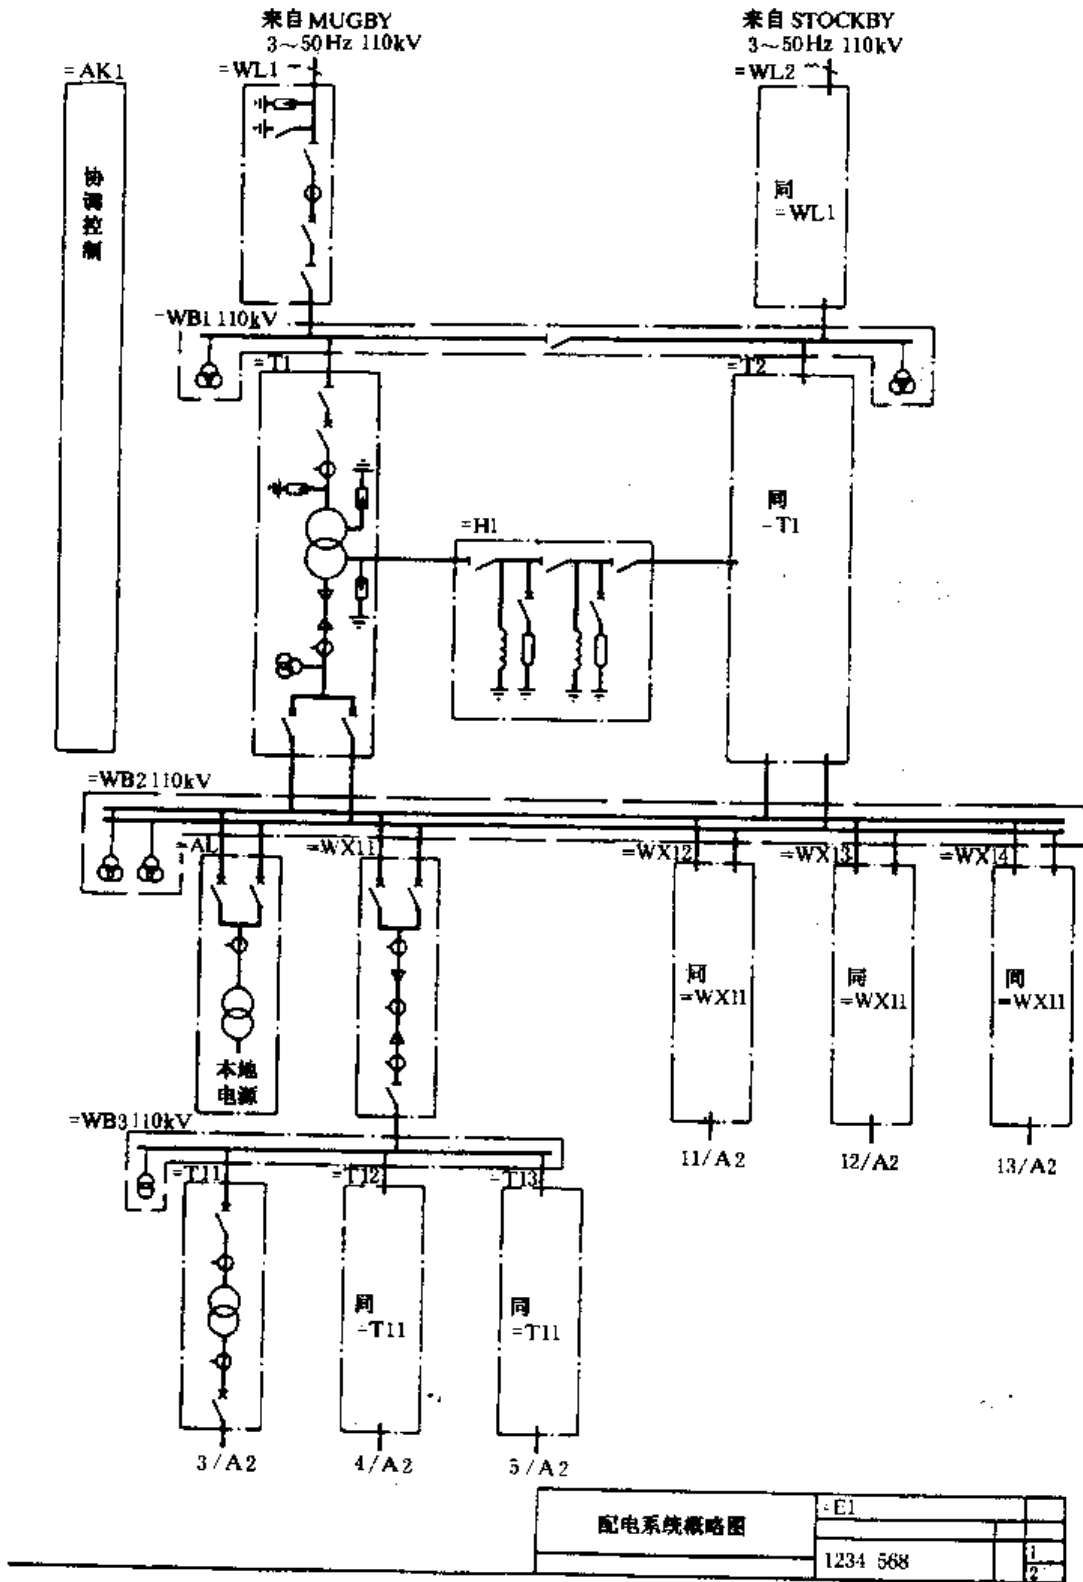 来自 MUGBY
3～50Hz 110kV
来自 STOCKBY
3～50Hz 110kV
=AK1
=WL1
=WL2
协调控制
同
=WL1
=WB1 110kV
=T1
=T2
同
=T1
=H1
=WB2 110kV
=AL
=WX11
=WX12
=WX13
=WX14
同
=WX11
同
=WX11
同
=WX11
本地
电源
=WB3 110kV
11/A2
12/A2
13/A2
=T11
=T12
=T13
同
=T11
同
=T11
3/A2
4/A2
5/A2
配电系统概略图
=E1
1234 568
1
2